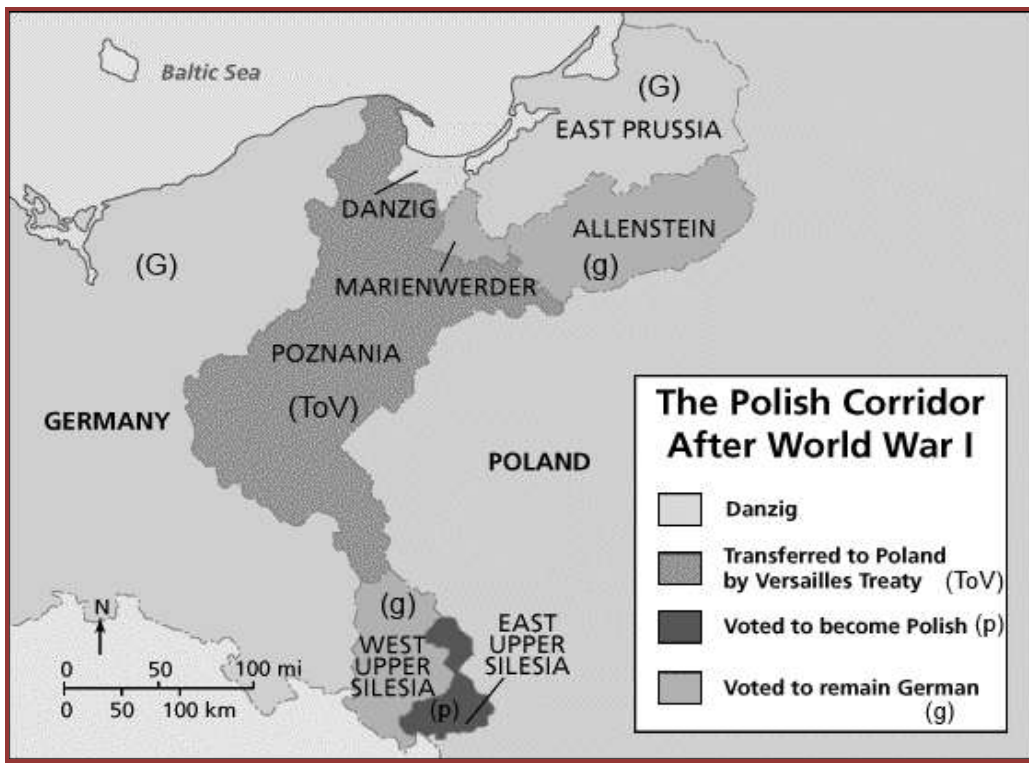 Baltic Sea
(G)
EAST PRUSSIA
DANZIG
ALLENSTEIN
(G)
(g)
MARIENWERDER
POZNANIA
(ToV)
GERMANY
POLAND
The Polish Corridor
After World War I
Danzig
Transferred to Poland
by Versailles Treaty (ToV)
Voted to become Polish (p)
Voted to remain German
(g)
(g)
WEST
UPPER
SILESIA
EAST
UPPER
SILESIA
(p)
N
0 50 100 mi
0 50 100 km